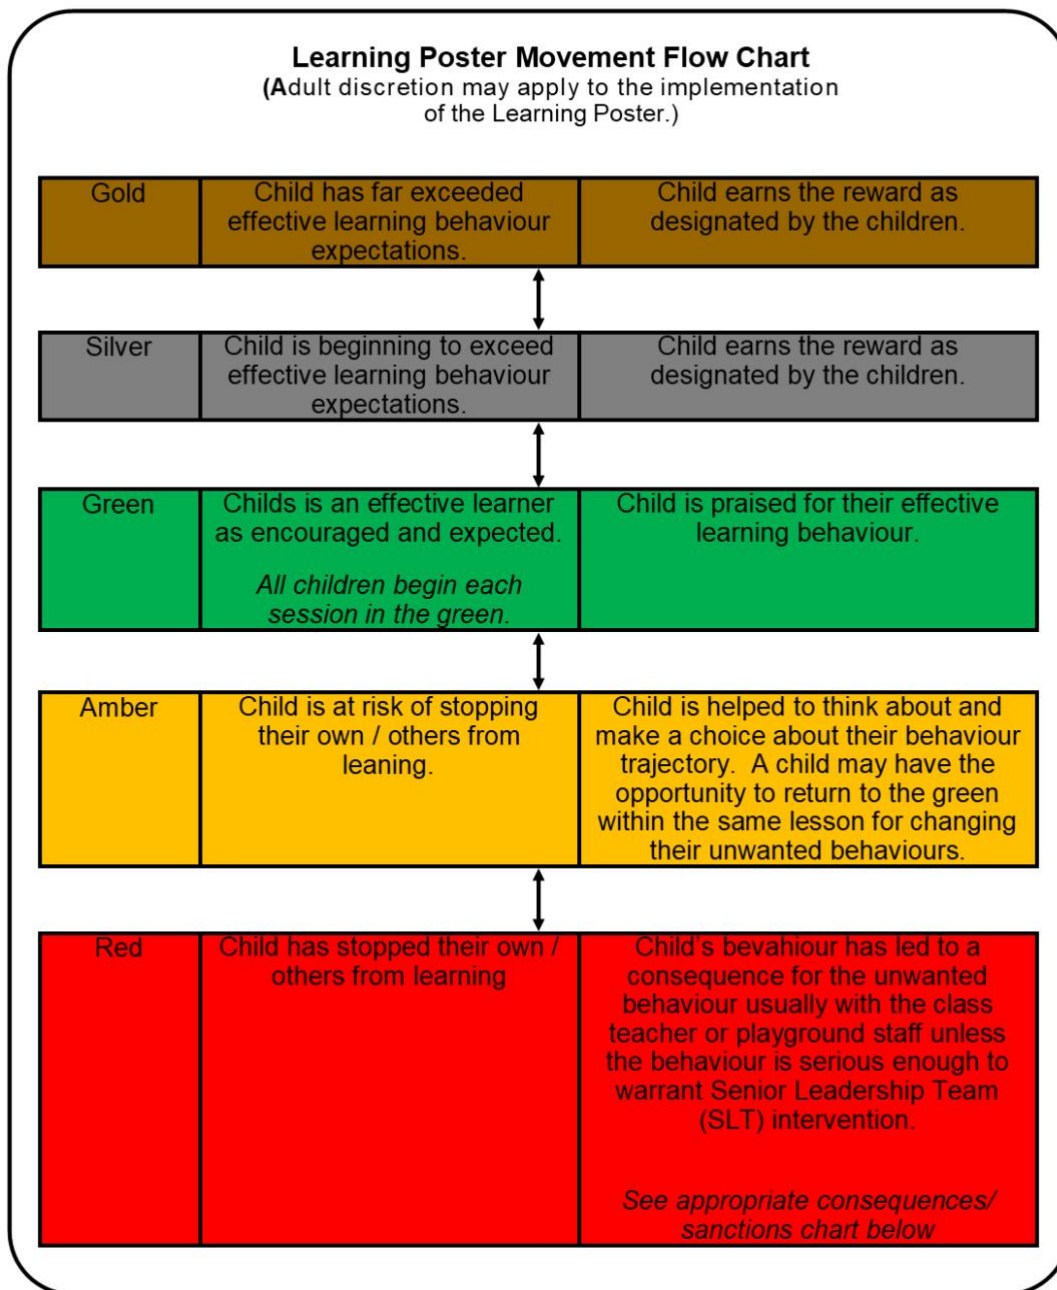 Learning Poster Movement Flow Chart
(Adult discretion may apply to the implementation
of the Learning Poster.)
Gold
Child has far exceeded
effective learning behaviour
expectations.
Child earns the reward as
designated by the children.
Silver
Child is beginning to exceed
effective learning behaviour
expectations.
Child earns the reward as
designated by the children.
Green
Childs is an effective learner
as encouraged and expected.
All children begin each
session in the green.
Child is praised for their effective
learning behaviour.
Amber
Child is at risk of stopping
their own / others from
leaning.
Child is helped to think about and
make a choice about their behaviour
trajectory.  A child may have the
opportunity to return to the green
within the same lesson for changing
their unwanted behaviours.
Red
Child has stopped their own /
others from learning
Child's bevahiour has led to a
consequence for the unwanted
behaviour usually with the class
teacher or playground staff unless
the behaviour is serious enough to
warrant Senior Leadership Team
(SLT) intervention.
See appropriate consequences/
sanctions chart below